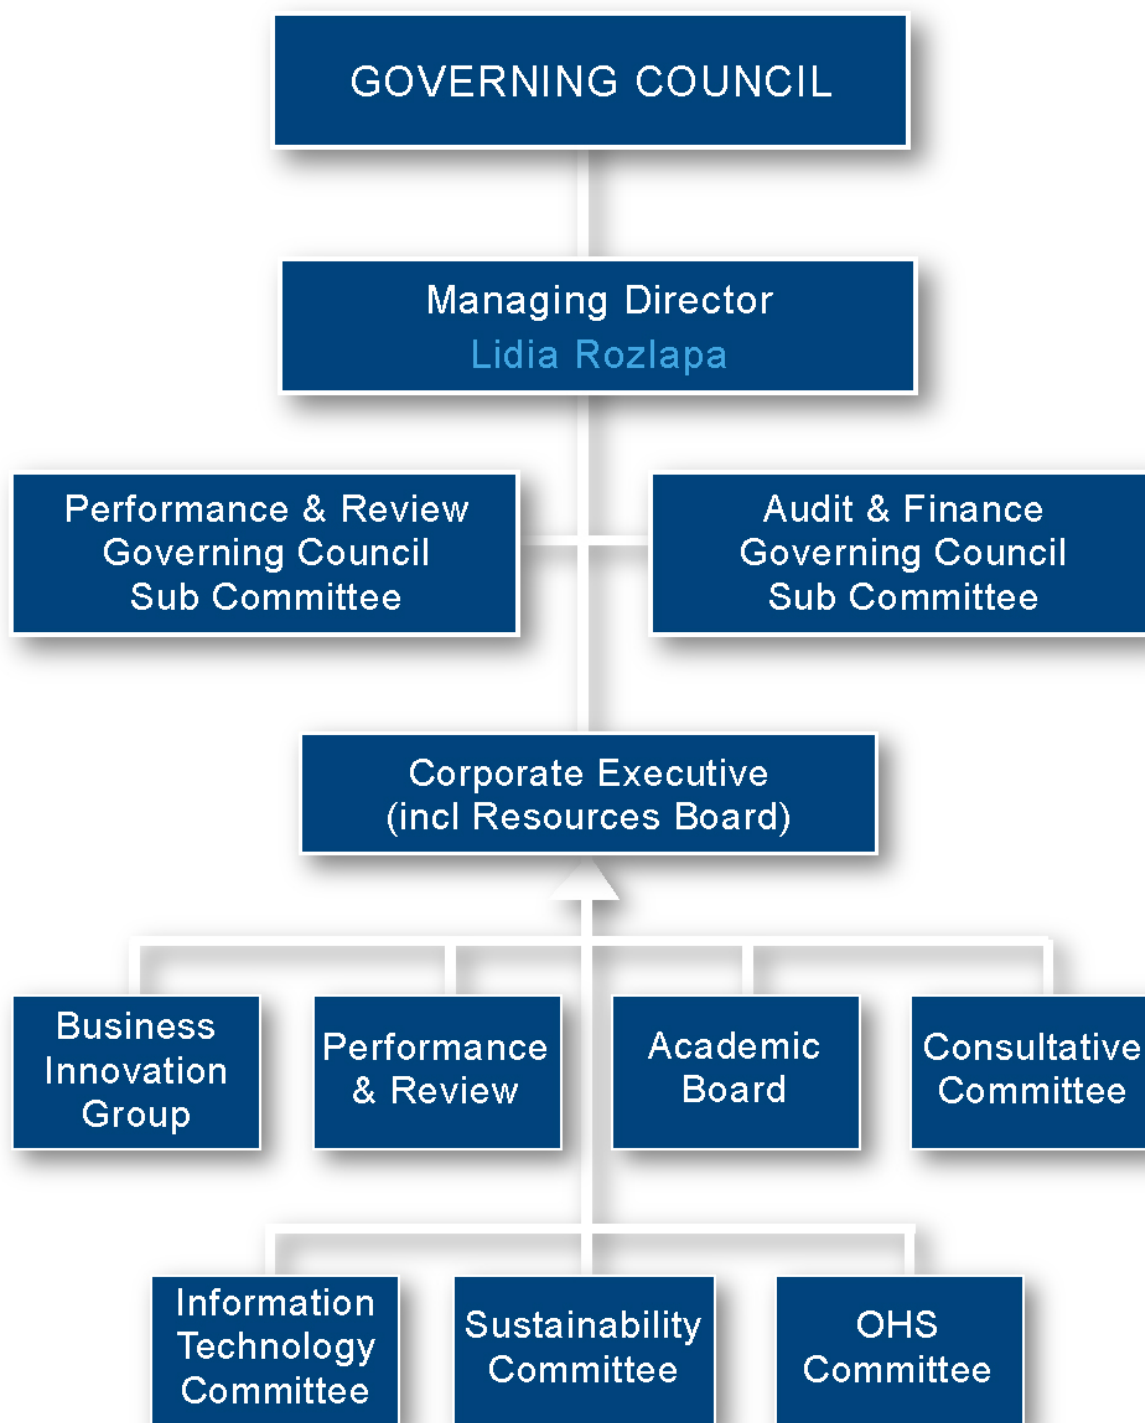 GOVERNING COUNCIL
Managing Director
Lidia Rozlapa
Performance & Review
Governing Council
Sub Committee
Audit & Finance
Governing Council
Sub Committee
Corporate Executive
(incl Resources Board)
Business
Innovation
Group
Performance
& Review
Academic
Board
Consultative
Committee
Information
Technology
Committee
Sustainability
Committee
OHS
Committee